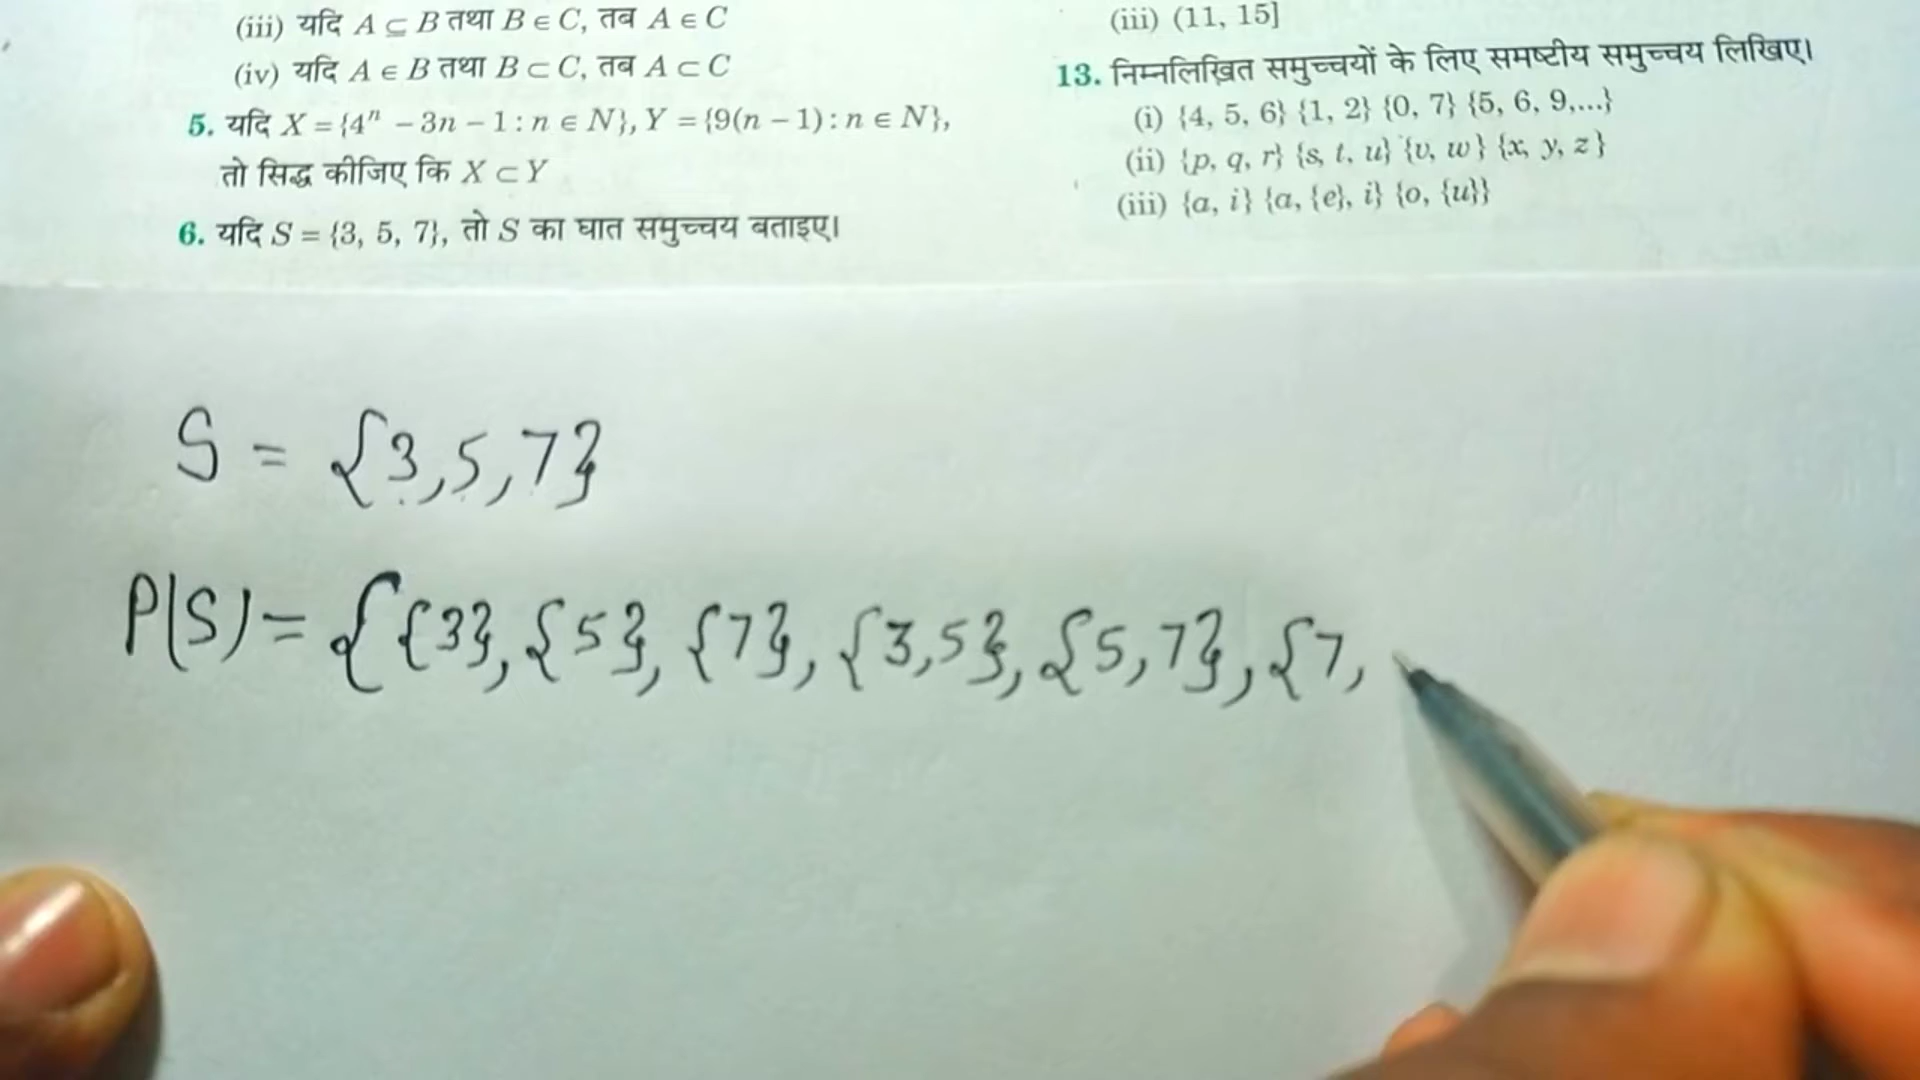 (iii) यदि A ⊆ B तथा B ∈ C, तब A ∈ C
(iv) यदि A ∈ B तथा B ⊂ C, तब A ⊂ C
5. यदि X = {4ⁿ – 3n – 1 : n ∈ N}, Y = {9(n – 1) : n ∈ N},
तो सिद्ध कीजिए कि X ⊂ Y
6. यदि S = {3, 5, 7}, तो S का घात समुच्चय बताइए।
(iii) (11, 15]
13. निम्नलिखित समुच्चयों के लिए समष्टीय समुच्चय लिखिए।
(i) {4, 5, 6} {1, 2} {0, 7} {5, 6, 9,...}
(ii) {p, q, r} {s, t, u} {v, w} {x, y, z}
(iii) {a, i} {a, {e}, i} {o, {u}}
S = {3,5,7}
P(S) = {{3},{5},{7},{3,5},{5,7},{7,